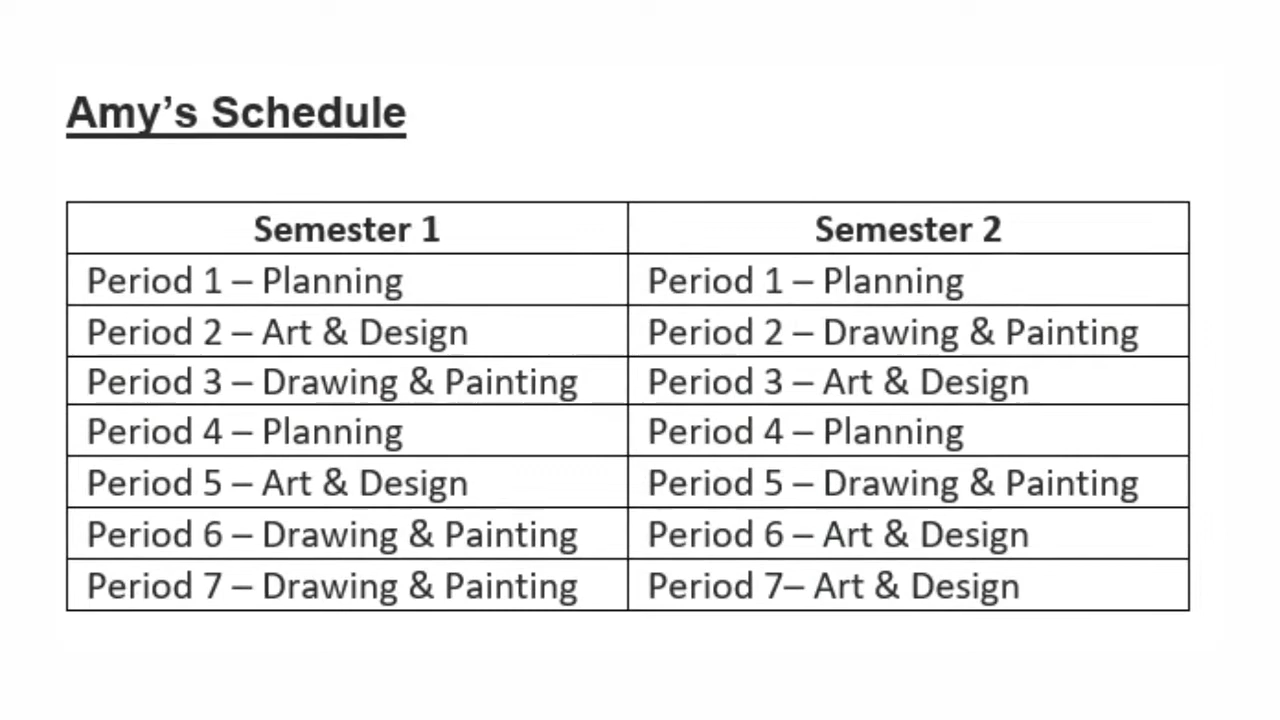 Amy’s Schedule
Semester 1 Semester 2
Period 1 – Planning Period 1 – Planning
Period 2 – Art & Design Period 2 – Drawing & Painting
Period 3 – Drawing & Painting Period 3 – Art & Design
Period 4 – Planning Period 4 – Planning
Period 5 – Art & Design Period 5 – Drawing & Painting
Period 6 – Drawing & Painting Period 6 – Art & Design
Period 7 – Drawing & Painting Period 7– Art & Design